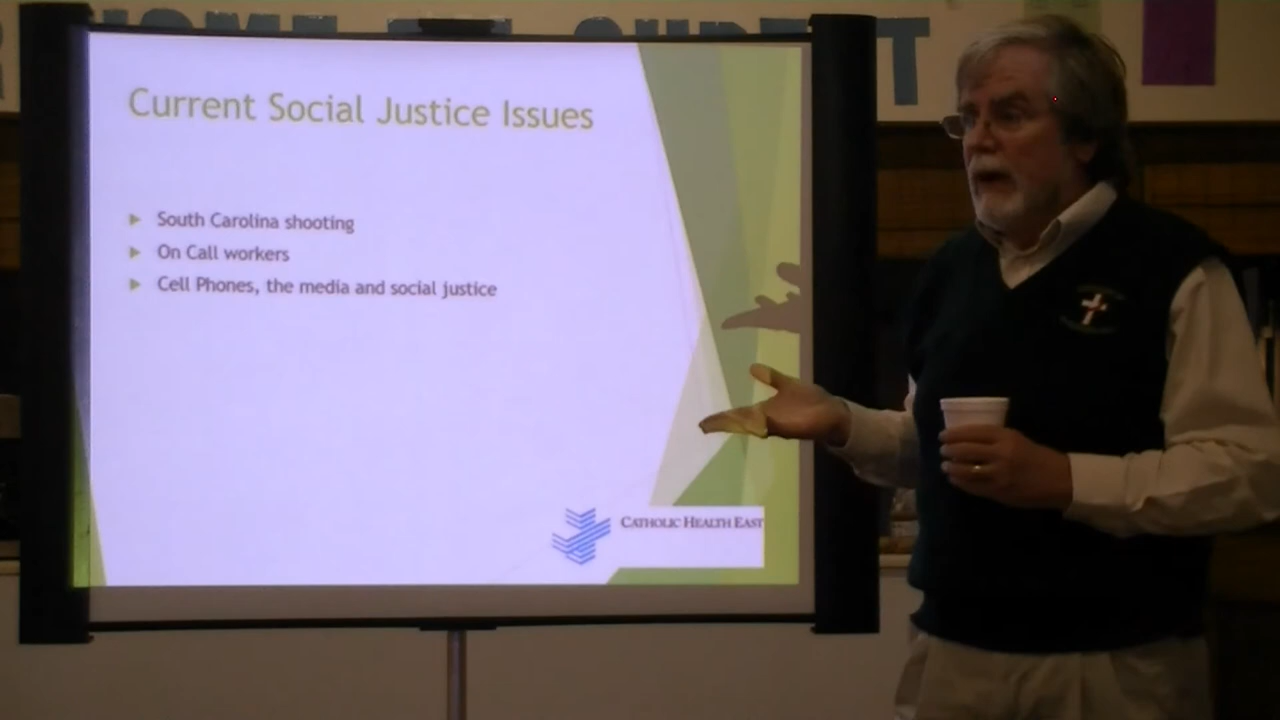 Current Social Justice Issues
South Carolina shooting
On Call workers
Cell Phones, the media and social justice
CATHOLIC HEALTH EAST